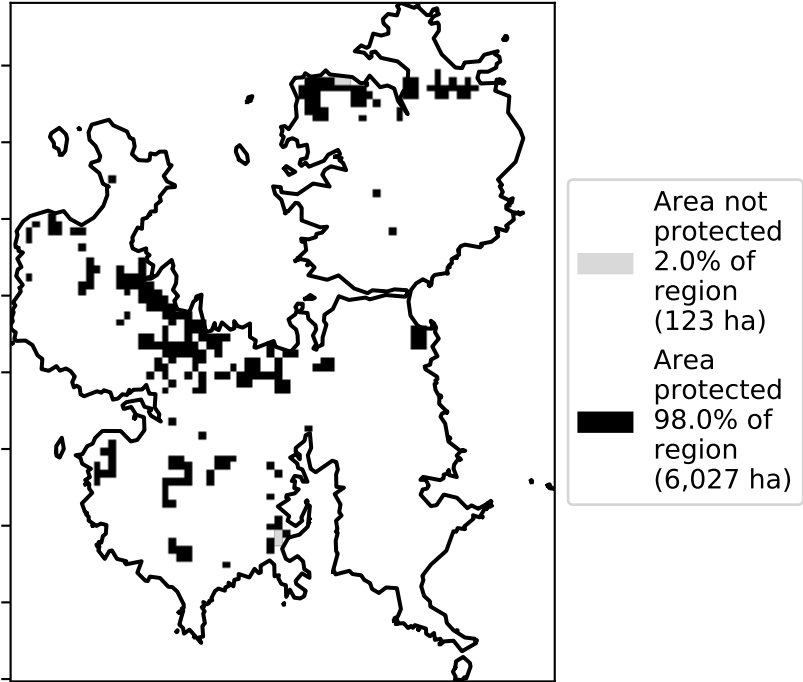 Area not
protected
2.0% of
region
(123 ha)
Area
protected
98.0% of
region
(6,027 ha)